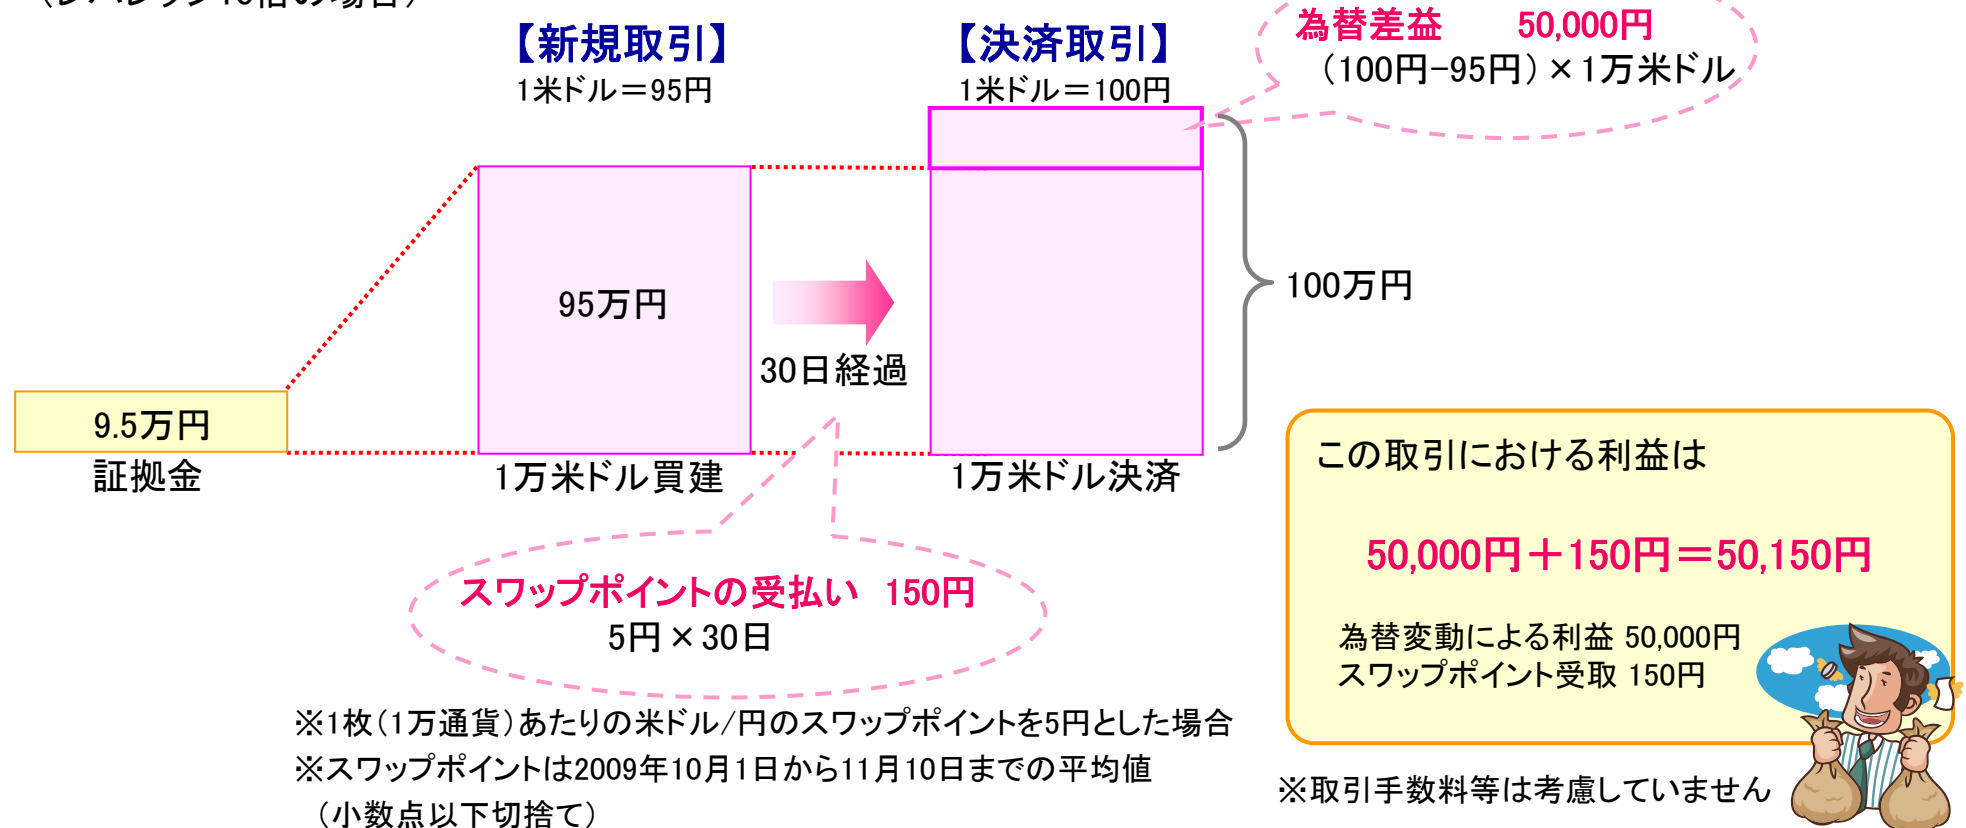 （レバレッジ10倍の場合）
【新規取引】
1米ドル＝95円
【決済取引】
1米ドル＝100円
為替差益 50,000円
（100円-95円）×1万米ドル
95万円
30日経過
100万円
9.5万円
証拠金
1万米ドル買建
1万米ドル決済
スワップポイントの受払い 150円
5円×30日
この取引における利益は
50,000円＋150円＝50,150円
為替変動による利益 50,000円
スワップポイント受取 150円
※1枚（1万通貨）あたりの米ドル/円のスワップポイントを5円とした場合
※スワップポイントは2009年10月1日から11月10日までの平均値
（小数点以下切捨て）
※取引手数料等は考慮していません